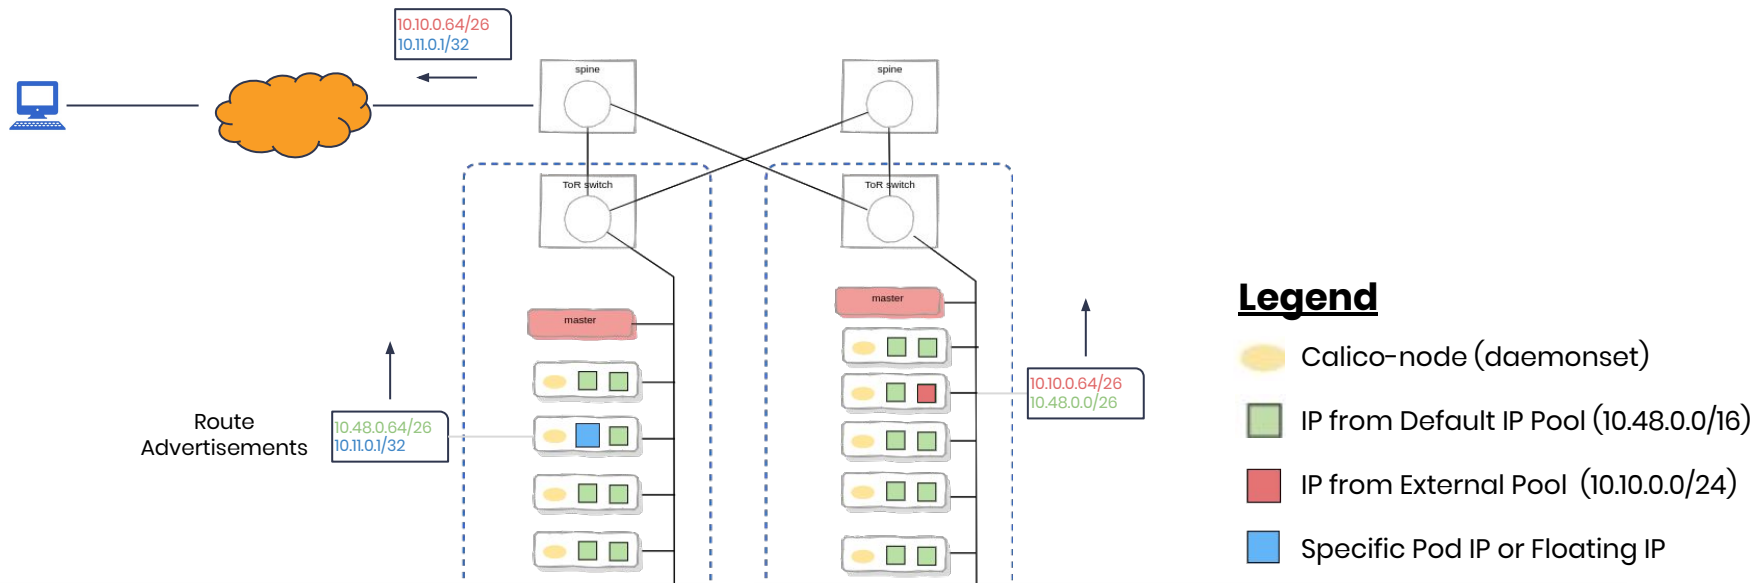 10.10.0.64/26
10.11.0.1/32
spine
spine
ToR switch
ToR switch
master
master
10.10.0.64/26
10.48.0.0/26
Route
Advertisements
10.48.0.64/26
10.11.0.1/32
Legend
Calico-node (daemonset)
IP from Default IP Pool (10.48.0.0/16)
IP from External Pool (10.10.0.0/24)
Specific Pod IP or Floating IP